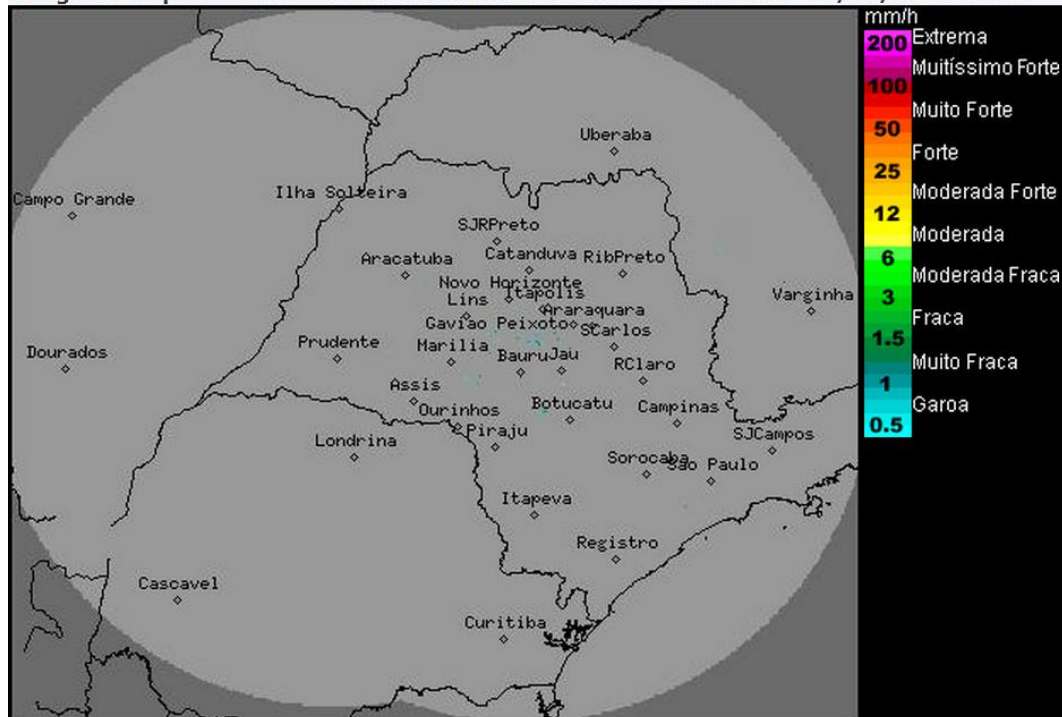 mm/h
200 Extrema
Muitíssimo Forte
100
Muito Forte
50
Forte
25
Moderada Forte
12
Moderada
6
Moderada Fraca
3
Fraca
1.5
Muito Fraca
1
Garoa
0.5
Uberaba
Campo Grande
Ilha Solteira
SJRPreto
Catanduva
Aracatuba
RibPreto
Novo Horizonte
Itapolis
Lins
Varginha
Araraquara
Gaviao Peixoto
SCarlos
Prudente
Dourados
Marilia
Bauru
Jau
RClaro
Assis
Botucatu
Campinas
Ourinhos
Piraju
Londrina
SJCampos
Sorocaba
Sao Paulo
Itapeva
Registro
Cascavel
Curitiba